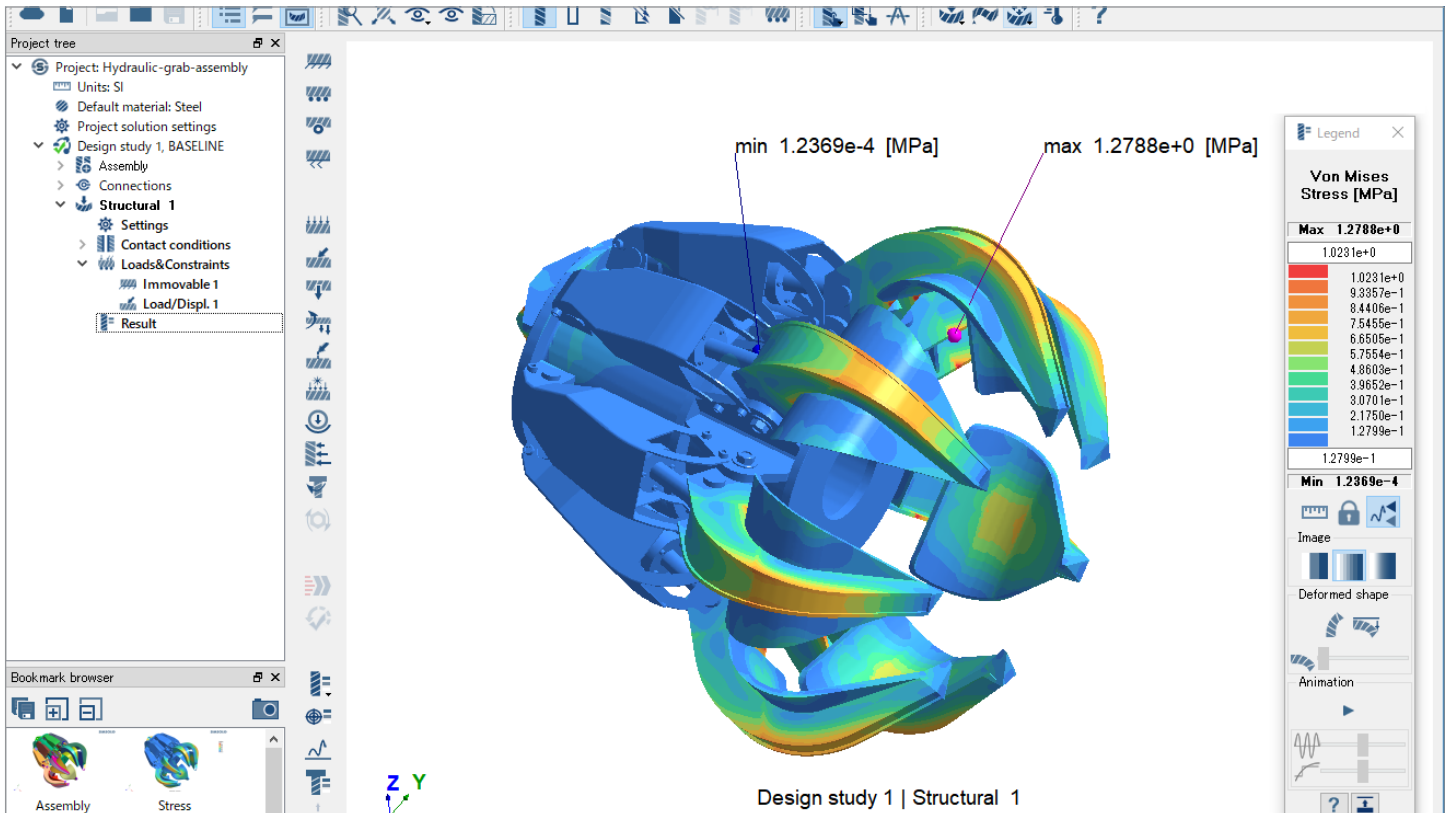 Project tree
Project: Hydraulic-grab-assembly
Units: SI
Default material: Steel
Project solution settings
Design study 1, BASELINE
Assembly
Connections
Structural 1
Settings
Contact conditions
Loads&Constraints
Immovable 1
Load/Displ. 1
Result
Bookmark browser
Assembly
Stress
min 1.2369e-4 [MPa]
max 1.2788e+0 [MPa]
Z Y
Design study 1 | Structural 1
Legend
Von Mises
Stress [MPa]
Max 1.2788e+0
1.0231e+0
1.0231e+0
9.3357e-1
8.4406e-1
7.5455e-1
6.6505e-1
5.7554e-1
4.8603e-1
3.9652e-1
3.0701e-1
2.1750e-1
1.2799e-1
1.2799e-1
Min 1.2369e-4
Image
Deformed shape
Animation